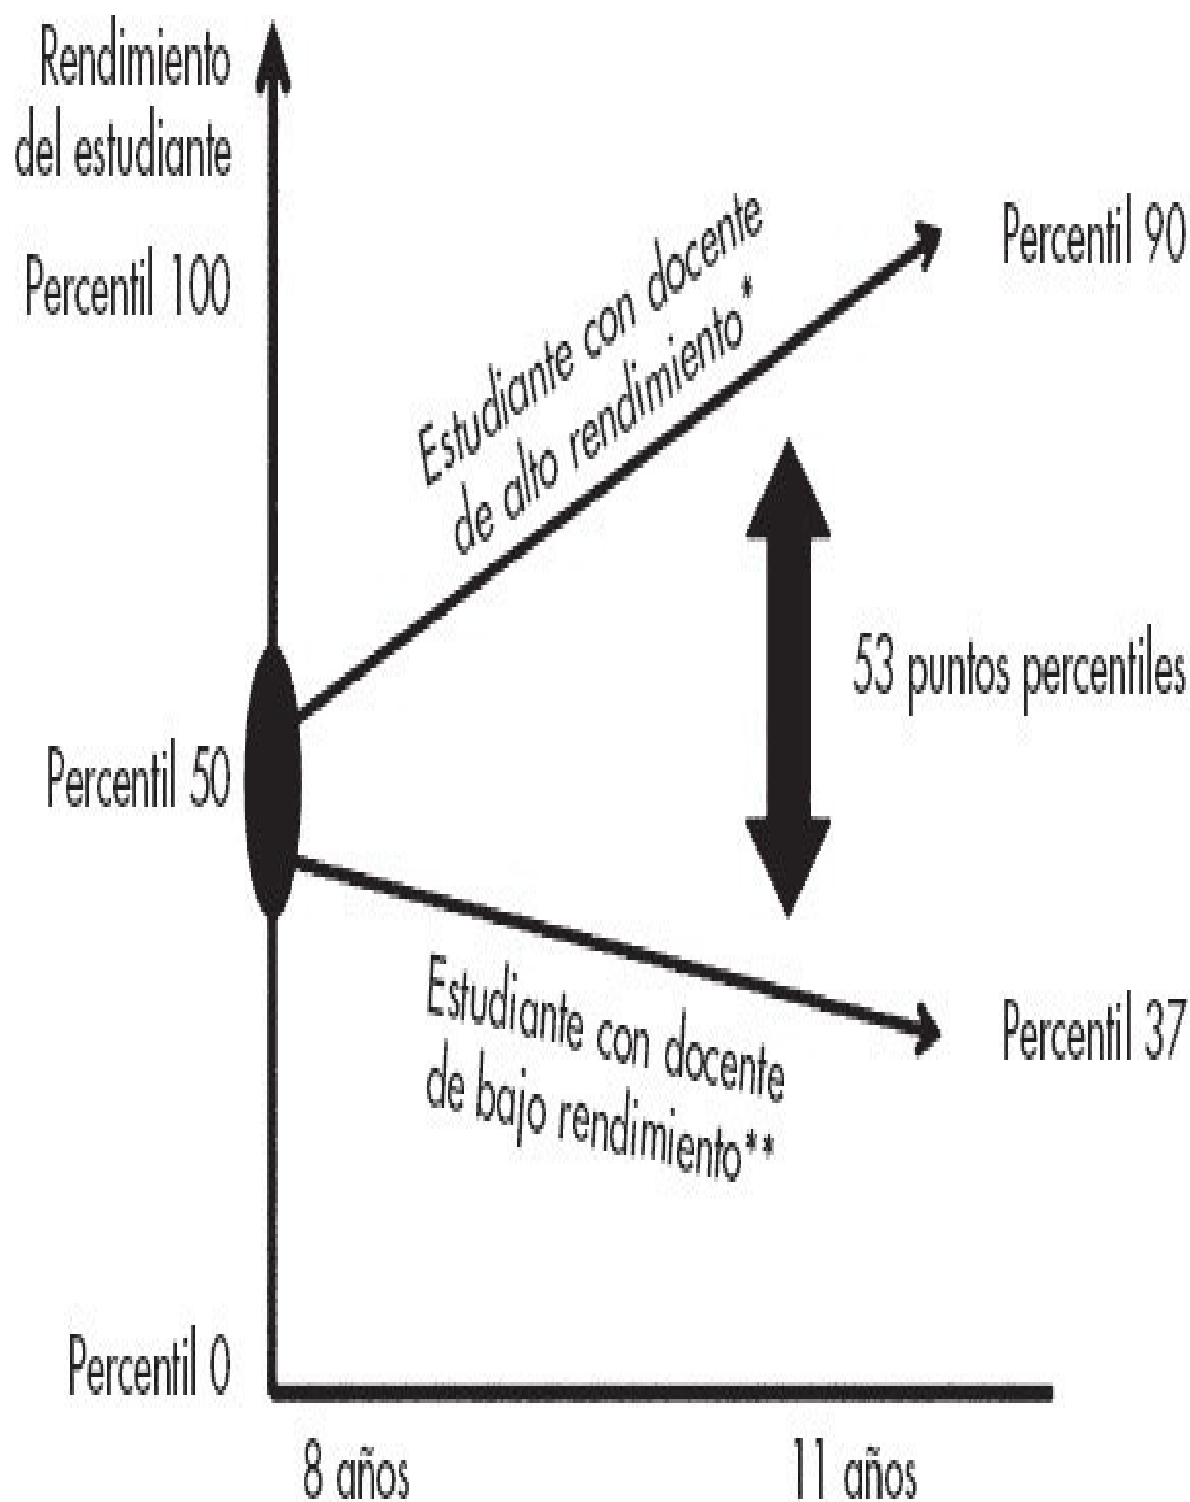 Rendimiento
del estudiante
Percentil 100
Estudiante con docente
de alto rendimiento*
Percentil 90
53 puntos percentiles
Percentil 50
Estudiante con docente
de bajo rendimiento**
Percentil 37
Percentil 0
8 años
11 años